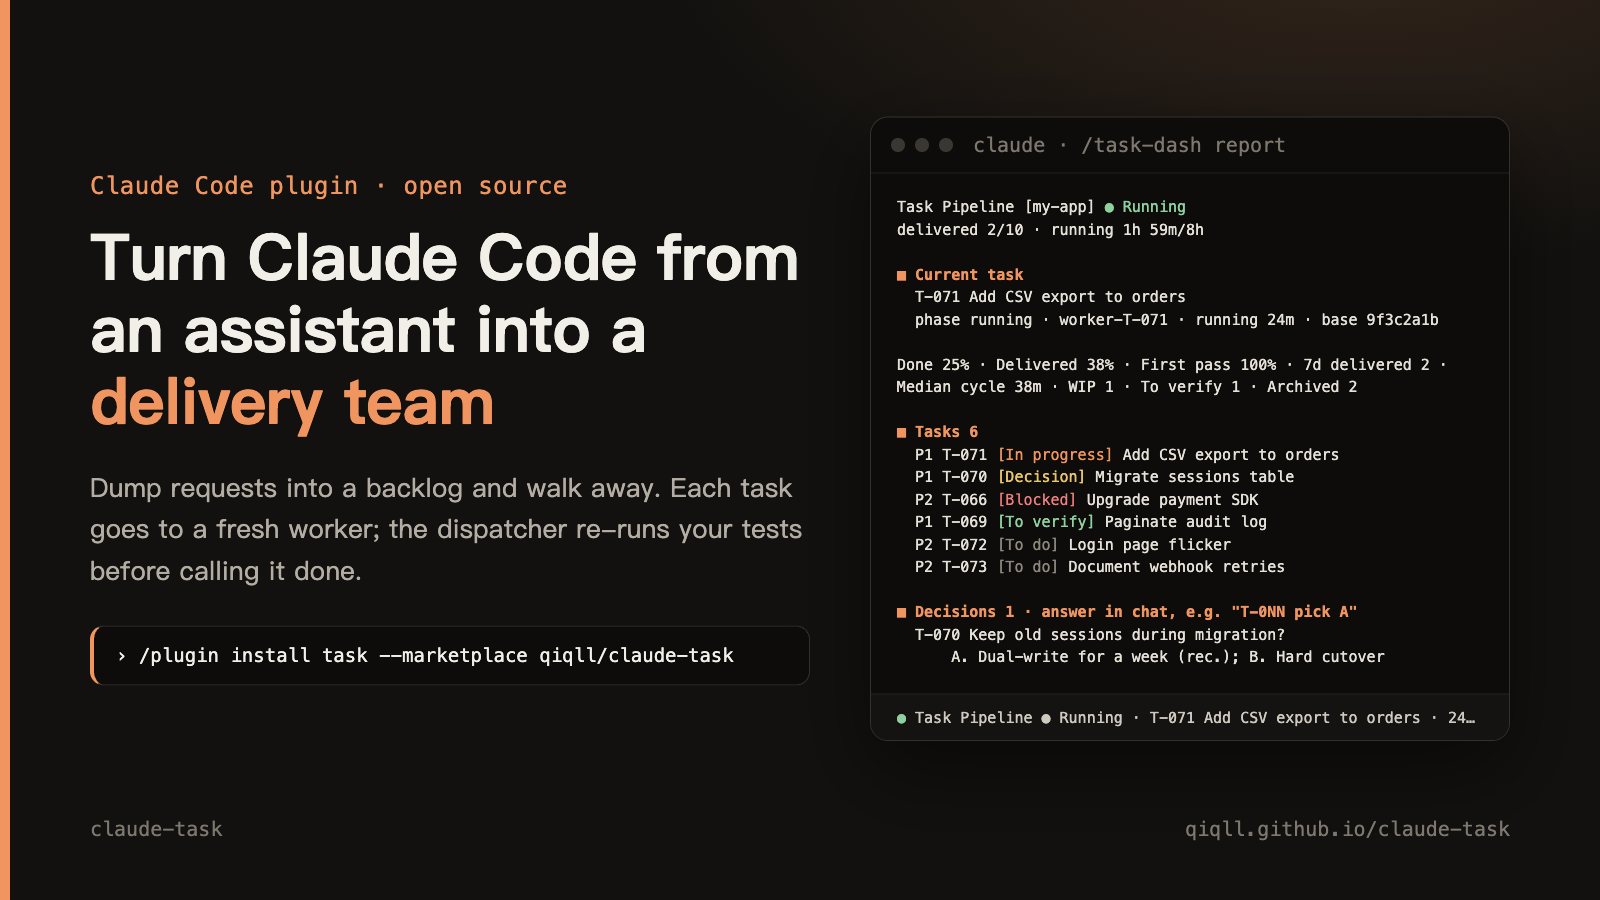 Claude Code plugin · open source
Turn Claude Code from
an assistant into a
delivery team
Dump requests into a backlog and walk away. Each task
goes to a fresh worker; the dispatcher re-runs your tests
before calling it done.
› /plugin install task --marketplace qiqll/claude-task
claude · /task-dash report
Task Pipeline [my-app] ● Running
delivered 2/10 · running 1h 59m/8h
■ Current task
T-071 Add CSV export to orders
phase running · worker-T-071 · running 24m · base 9f3c2a1b
Done 25% · Delivered 38% · First pass 100% · 7d delivered 2 ·
Median cycle 38m · WIP 1 · To verify 1 · Archived 2
■ Tasks 6
P1 T-071 [In progress] Add CSV export to orders
P1 T-070 [Decision] Migrate sessions table
P2 T-066 [Blocked] Upgrade payment SDK
P1 T-069 [To verify] Paginate audit log
P2 T-072 [To do] Login page flicker
P2 T-073 [To do] Document webhook retries
■ Decisions 1 · answer in chat, e.g. "T-0NN pick A"
T-070 Keep old sessions during migration?
A. Dual-write for a week (rec.); B. Hard cutover
● Task Pipeline ● Running · T-071 Add CSV export to orders · 24…
claude-task
qiqll.github.io/claude-task